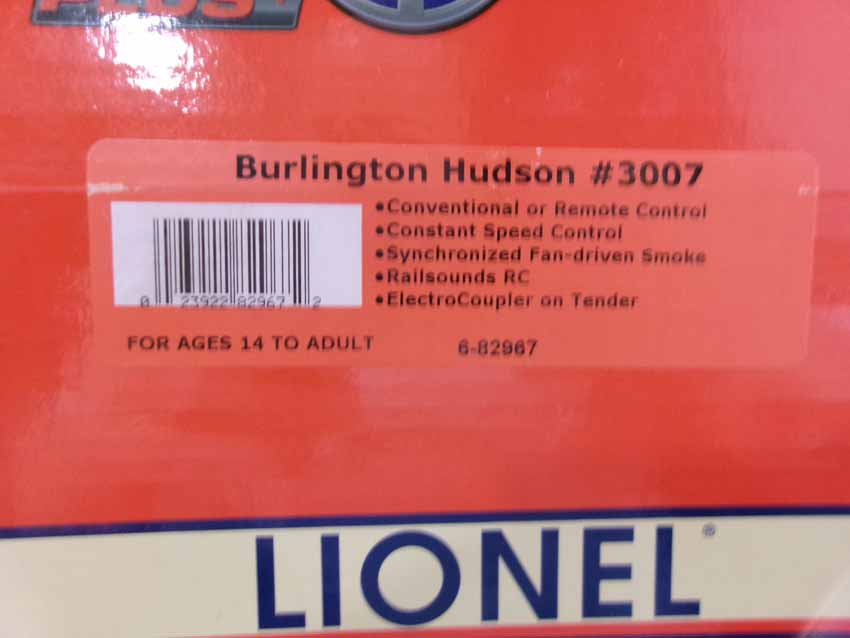 PLUS+
Burlington Hudson #3007
•Conventional or Remote Control
•Constant Speed Control
•Synchronized Fan-driven Smoke
•Railsounds RC
•ElectroCoupler on Tender
0 23922 82967 2
FOR AGES 14 TO ADULT
6-82967
LIONEL®